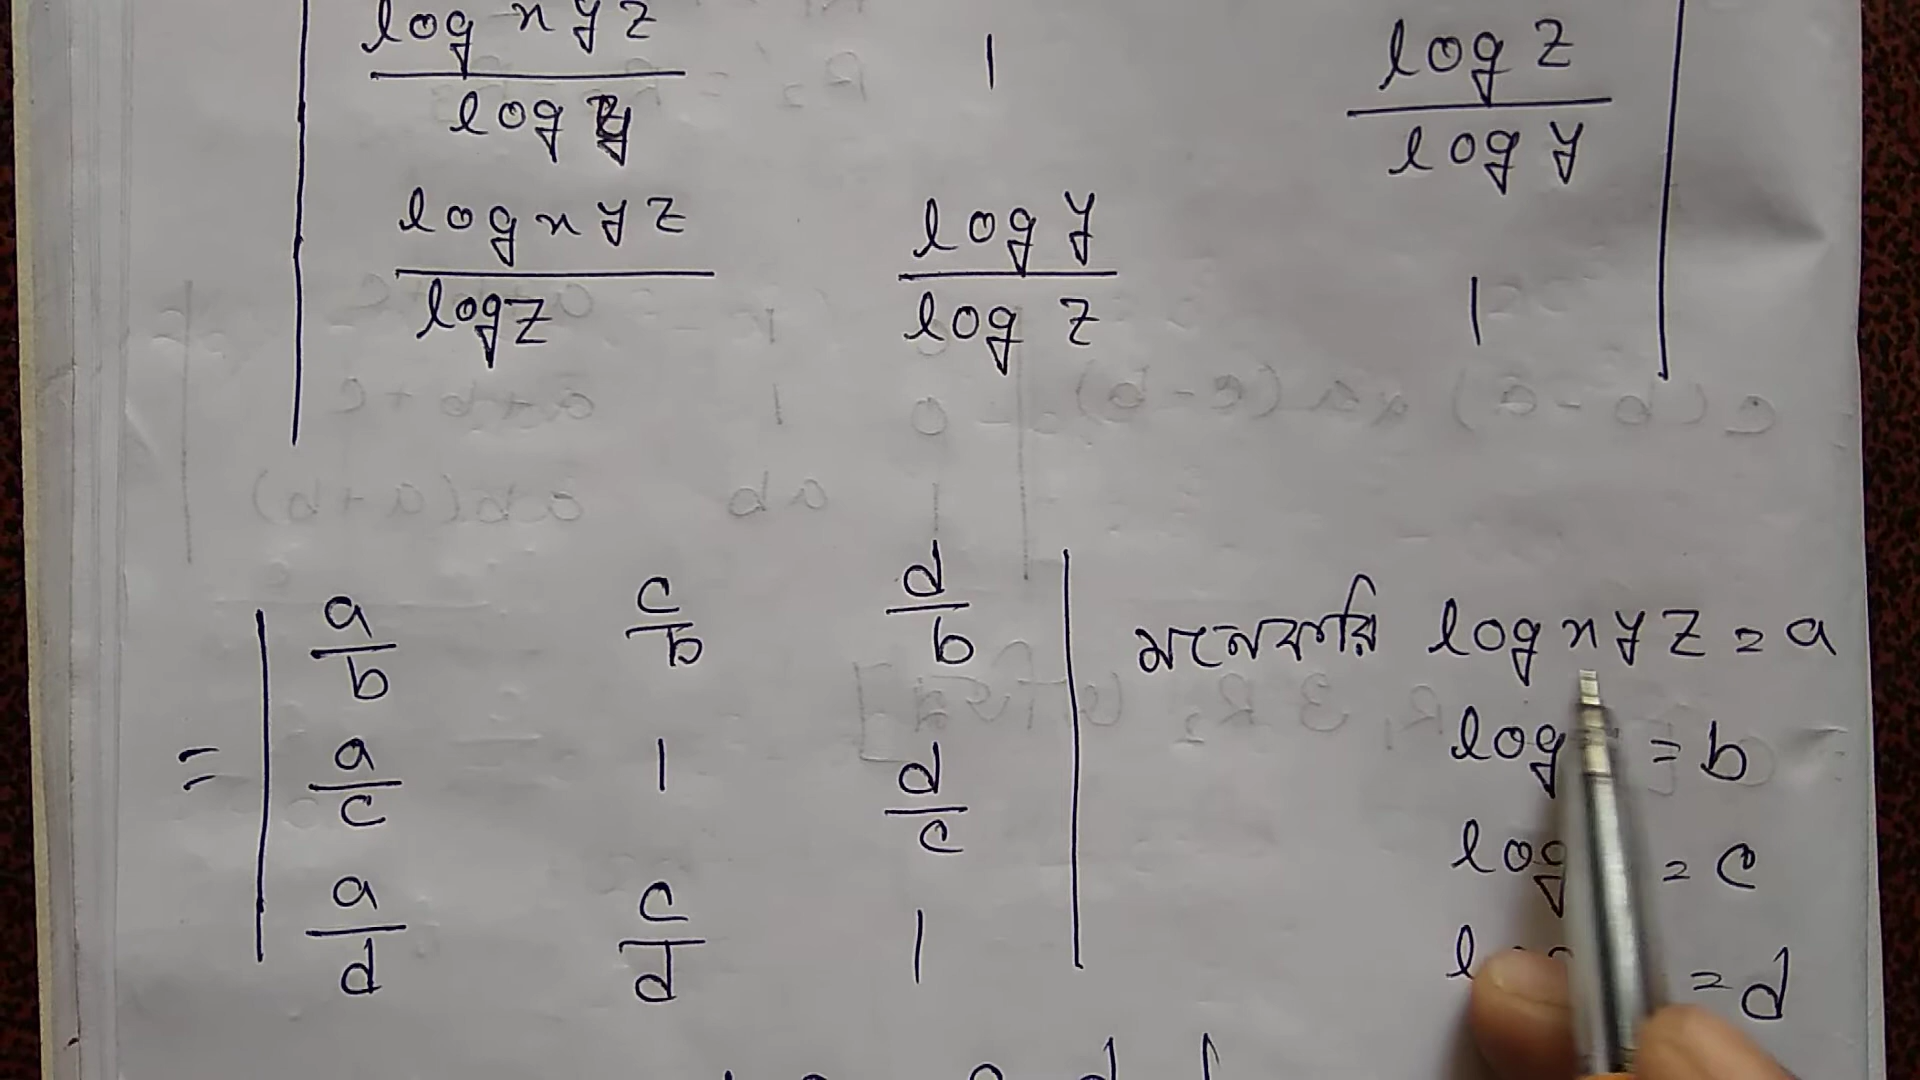 log xyz / log y    1    log z / log y
log xyz / log z    log y / log z    1
a/b    c/b    d/b    মনেকরি log xyz = a
= a/c    1    d/c    log = b
log = c
a/d    c/d    1    = d